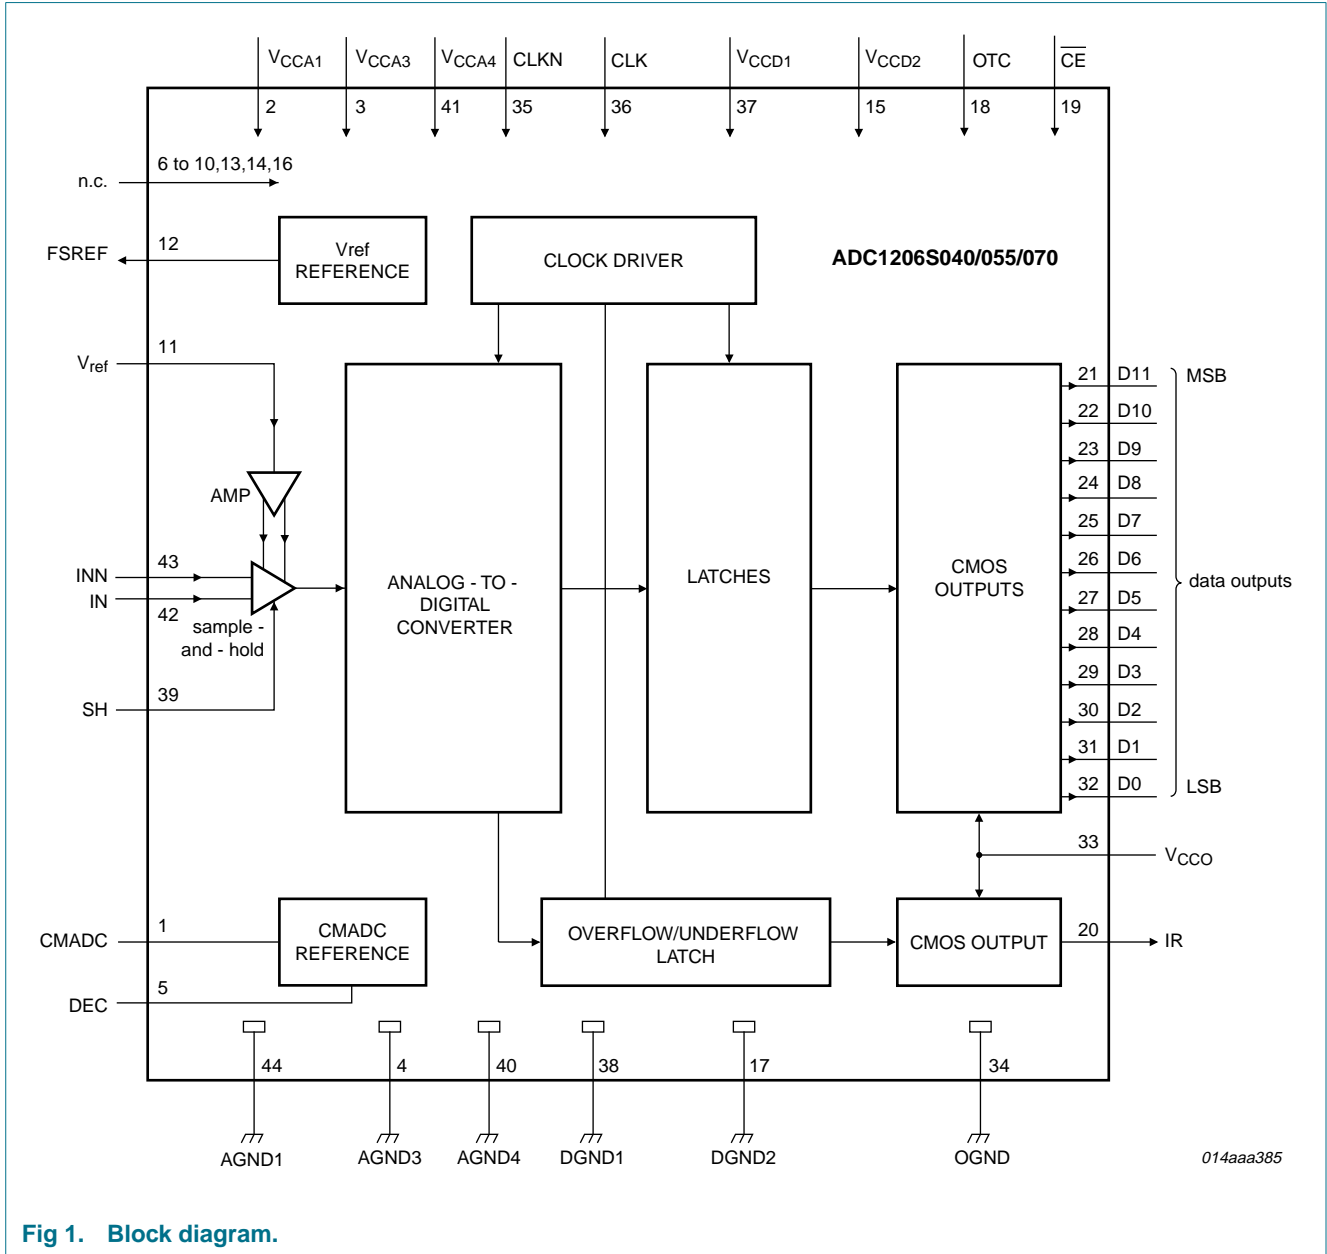 VCCA1 VCCA3 VCCA4 CLKN CLK VCCD1 VCCD2 OTC CE
2 3 41 35 36 37 15 18 19
6 to 10,13,14,16
n.c.
12
FSREF
Vref
REFERENCE
CLOCK DRIVER
ADC1206S040/055/070
11
Vref
AMP
43
INN
IN
42
sample -
and - hold
39
SH
ANALOG - TO -
DIGITAL
CONVERTER
LATCHES
CMOS
OUTPUTS
21 D11 MSB
22 D10
23 D9
24 D8
25 D7
26 D6
27 D5
28 D4
29 D3
30 D2
31 D1
32 D0 LSB
data outputs
33
VCCO
1
CMADC
CMADC
REFERENCE
5
DEC
OVERFLOW/UNDERFLOW
LATCH
CMOS OUTPUT
20
IR
44 4 40 38 17 34
AGND1 AGND3 AGND4 DGND1 DGND2 OGND
014aaa385
Fig 1. Block diagram.